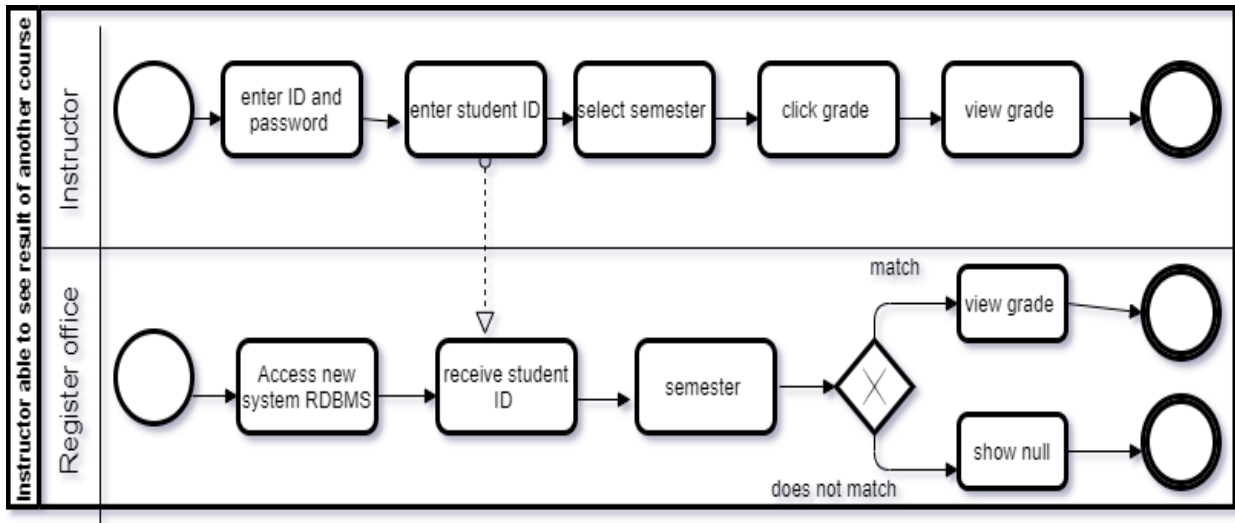 Instructor able to see result of another course
Instructor
enter ID and
password
enter student ID
select semester
click grade
view grade
Register office
Access new
system RDBMS
receive student
ID
semester
match
view grade
does not match
show null